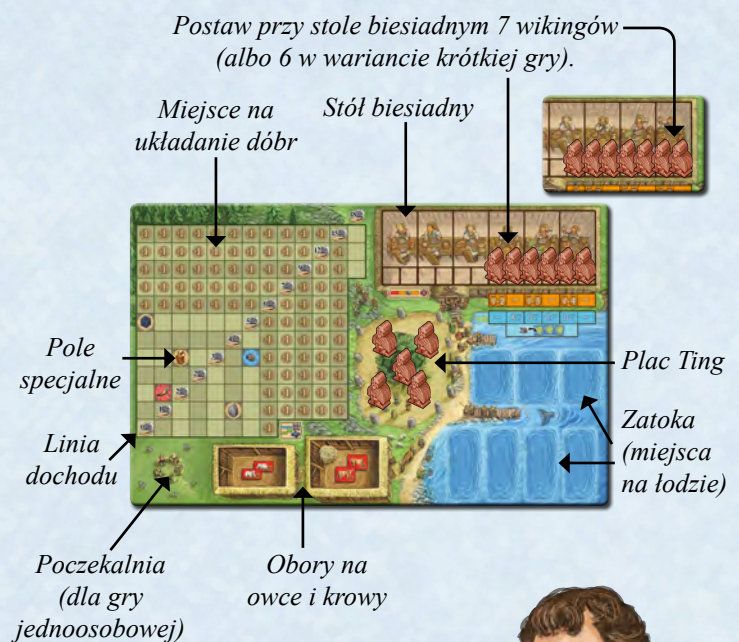 Postaw przy stole biesiadnym 7 wikingów
(albo 6 w wariancie krótkiej gry).
Miejsce na
układanie dóbr
Stół biesiadny
Pole
specjalne
Plac Ting
Linia
dochodu
Zatoka
(miejsca
na łodzie)
Poczekalnia
(dla gry
jednoosobowej)
Obory na
owce i krowy